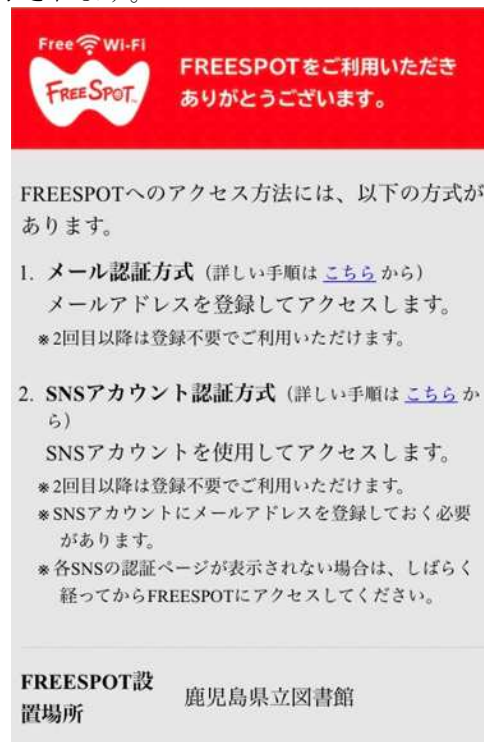 Free Wi-Fi
FREESPOT
FREESPOTをご利用いただき
ありがとうございます。
FREESPOTへのアクセス方法には、以下の方式が
あります。
1. メール認証方式（詳しい手順は こちら から）
メールアドレスを登録してアクセスします。
※2回目以降は登録不要でご利用いただけます。
2. SNSアカウント認証方式（詳しい手順は こちら か
ら）
SNSアカウントを使用してアクセスします。
※2回目以降は登録不要でご利用いただけます。
※SNSアカウントにメールアドレスを登録しておく必要
があります。
※各SNSの認証ページが表示されない場合は、しばらく
経ってからFREESPOTにアクセスしてください。
FREESPOT設
置場所
鹿児島県立図書館